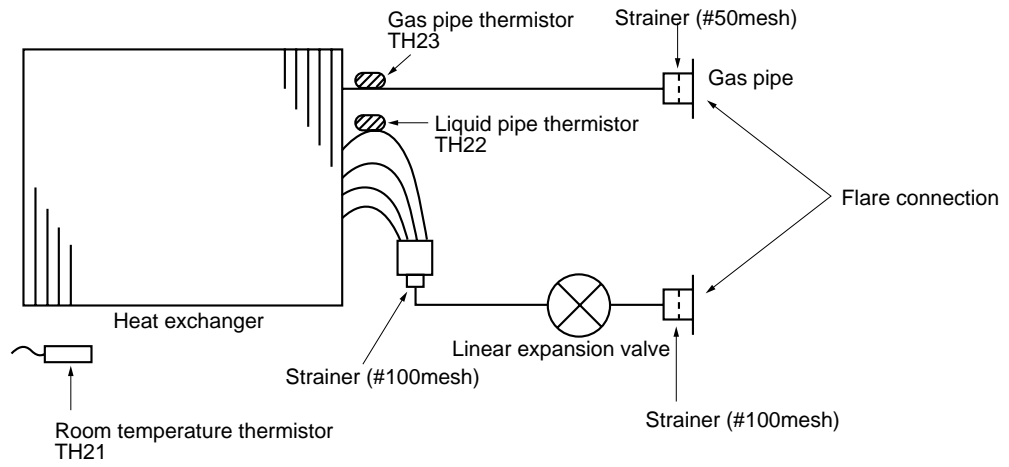 Gas pipe thermistor
TH23
Strainer (#50mesh)
Gas pipe
Liquid pipe thermistor
TH22
Flare connection
Heat exchanger
Linear expansion valve
Strainer (#100mesh)
Strainer (#100mesh)
Room temperature thermistor
TH21